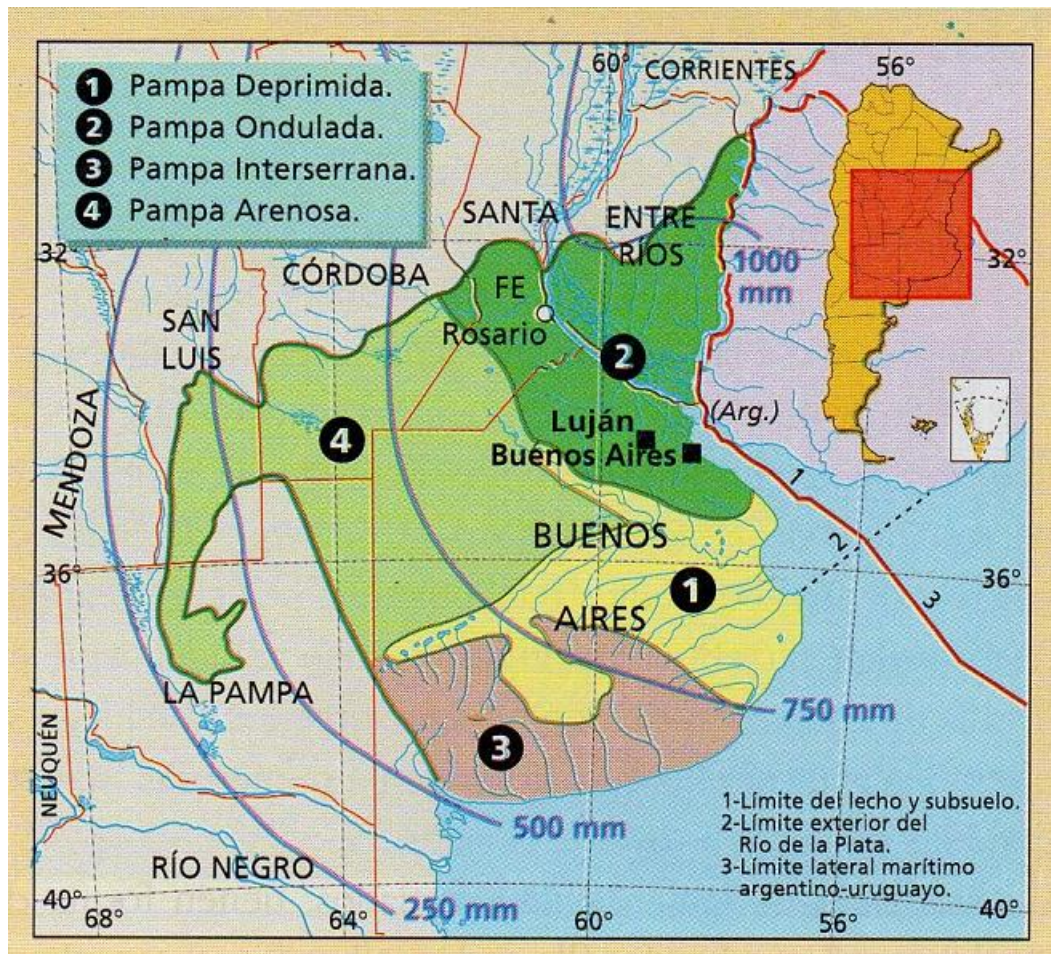 1 Pampa Deprimida.
2 Pampa Ondulada.
3 Pampa Interserrana.
4 Pampa Arenosa.
60°
CORRIENTES
56°
32°
SANTA
FE
ENTRE
RÍOS
1000
mm
32°
CÓRDOBA
SAN
LUIS
Rosario
2
MENDOZA
4
Luján
Buenos Aires
(Arg.)
1
BUENOS
2
36°
1
36°
3
AIRES
LA PAMPA
750 mm
NEUQUÉN
3
500 mm
1-Límite del lecho y subsuelo.
2-Límite exterior del
Río de la Plata.
3-Límite lateral marítimo
argentino-uruguayo.
RÍO NEGRO
250 mm
40°
68°
64°
60°
56°
40°